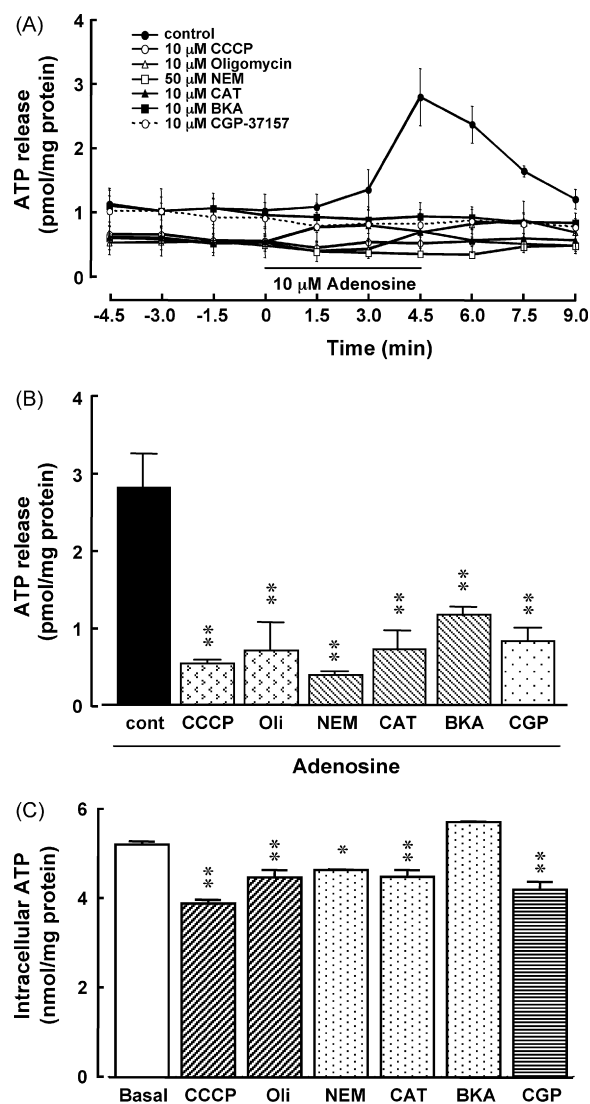 (A)
4
3
2
1
0
ATP release
(pmol/mg protein)
control
10 µM CCCP
10 µM Oligomycin
50 µM NEM
10 µM CAT
10 µM BKA
10 µM CGP-37157
10 µM Adenosine
-4.5 -3.0 -1.5 0 1.5 3.0 4.5 6.0 7.5 9.0
Time (min)
(B)
4
3
2
1
0
ATP release
(pmol/mg protein)
** ** ** ** ** **
cont CCCP Oli NEM CAT BKA CGP
Adenosine
(C)
6
4
2
0
Intracellular ATP
(nmol/mg protein)
** ** * ** **
Basal CCCP Oli NEM CAT BKA CGP